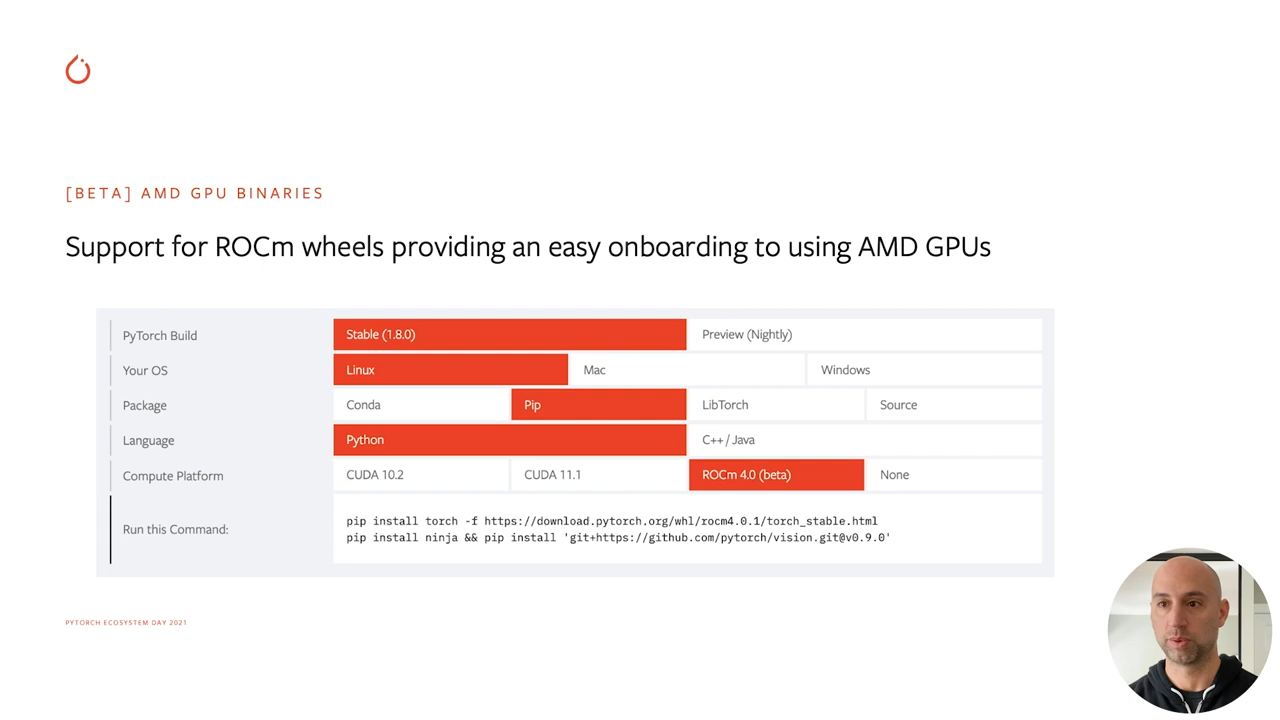 [BETA] AMD GPU BINARIES
Support for ROCm wheels providing an easy onboarding to using AMD GPUs
PyTorch Build Stable (1.8.0) Preview (Nightly)
Your OS Linux Mac Windows
Package Conda Pip LibTorch Source
Language Python C++ / Java
Compute Platform CUDA 10.2 CUDA 11.1 ROCm 4.0 (beta) None
Run this Command:
pip install torch -f https://download.pytorch.org/whl/rocm4.0.1/torch_stable.html
pip install ninja && pip install 'git+https://github.com/pytorch/vision.git@v0.9.0'
PYTORCH ECOSYSTEM DAY 2021